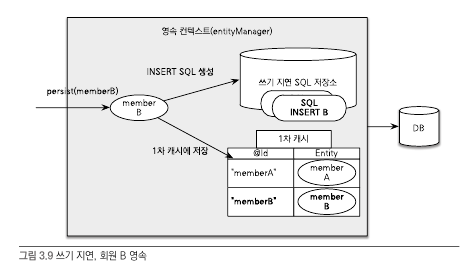 영속 컨텍스트(entityManager)
INSERT SQL 생성
persist(memberB)
member
B
쓰기 지연 SQL 저장소
SQL
INSERT B
DB
1차 캐시에 저장
1차 캐시
@Id Entity
"memberA" member
A
"memberB" member
B
그림 3.9 쓰기 지연, 회원 B 영속